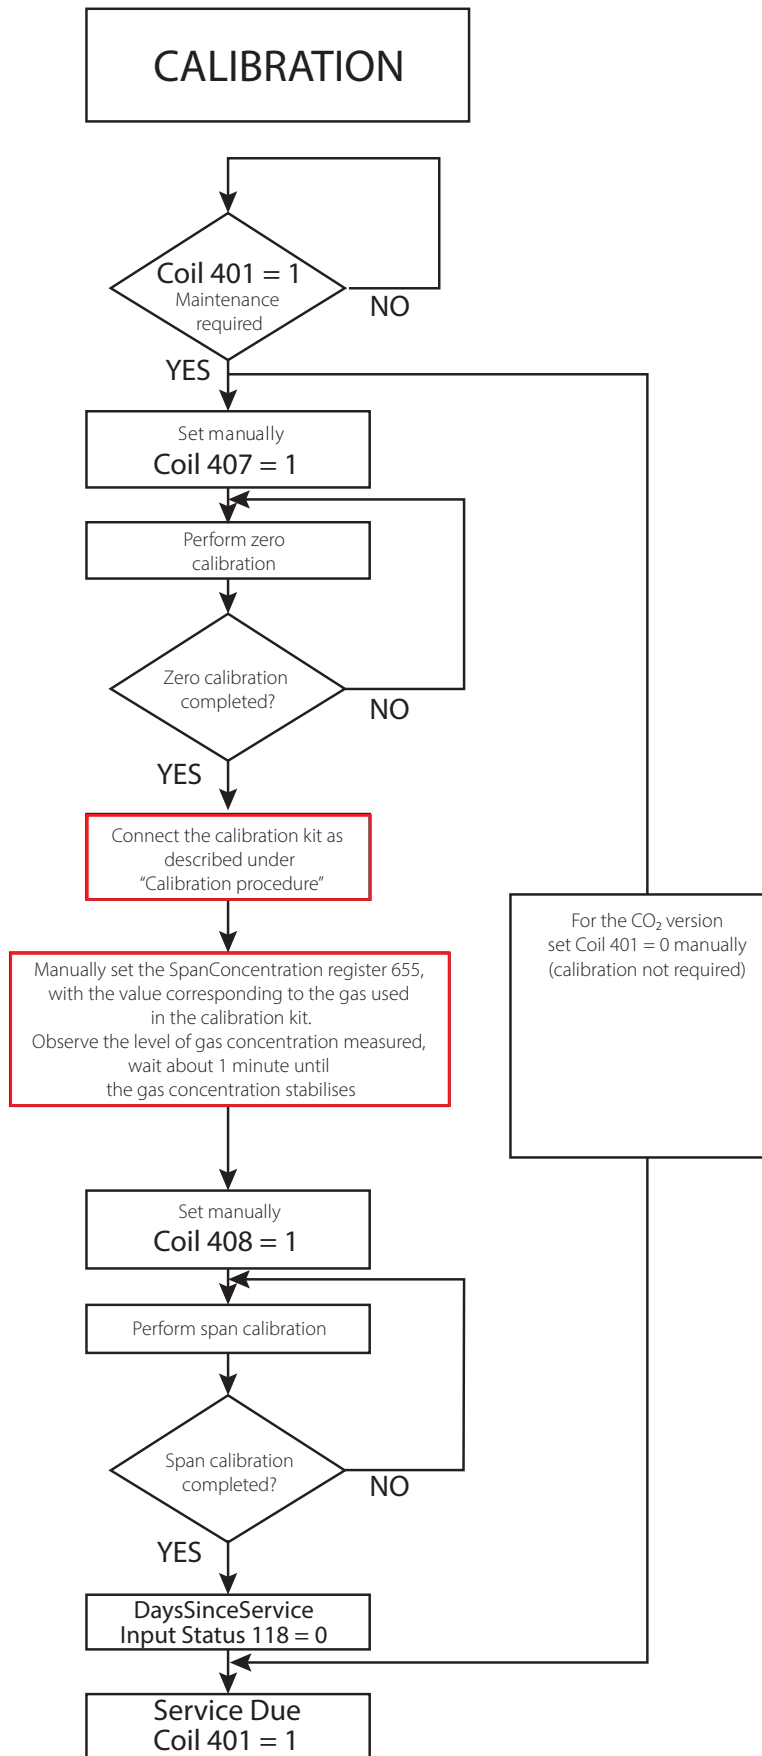 CALIBRATION
Coil 401 = 1
Maintenance
required
NO
YES
Set manually
Coil 407 = 1
Perform zero
calibration
Zero calibration
completed?
NO
YES
Connect the calibration kit as
described under
“Calibration procedure”
For the CO₂ version
set Coil 401 = 0 manually
(calibration not required)
Manually set the SpanConcentration register 655,
with the value corresponding to the gas used
in the calibration kit.
Observe the level of gas concentration measured,
wait about 1 minute until
the gas concentration stabilises
Set manually
Coil 408 = 1
Perform span calibration
Span calibration
completed?
NO
YES
DaysSinceService
Input Status 118 = 0
Service Due
Coil 401 = 1